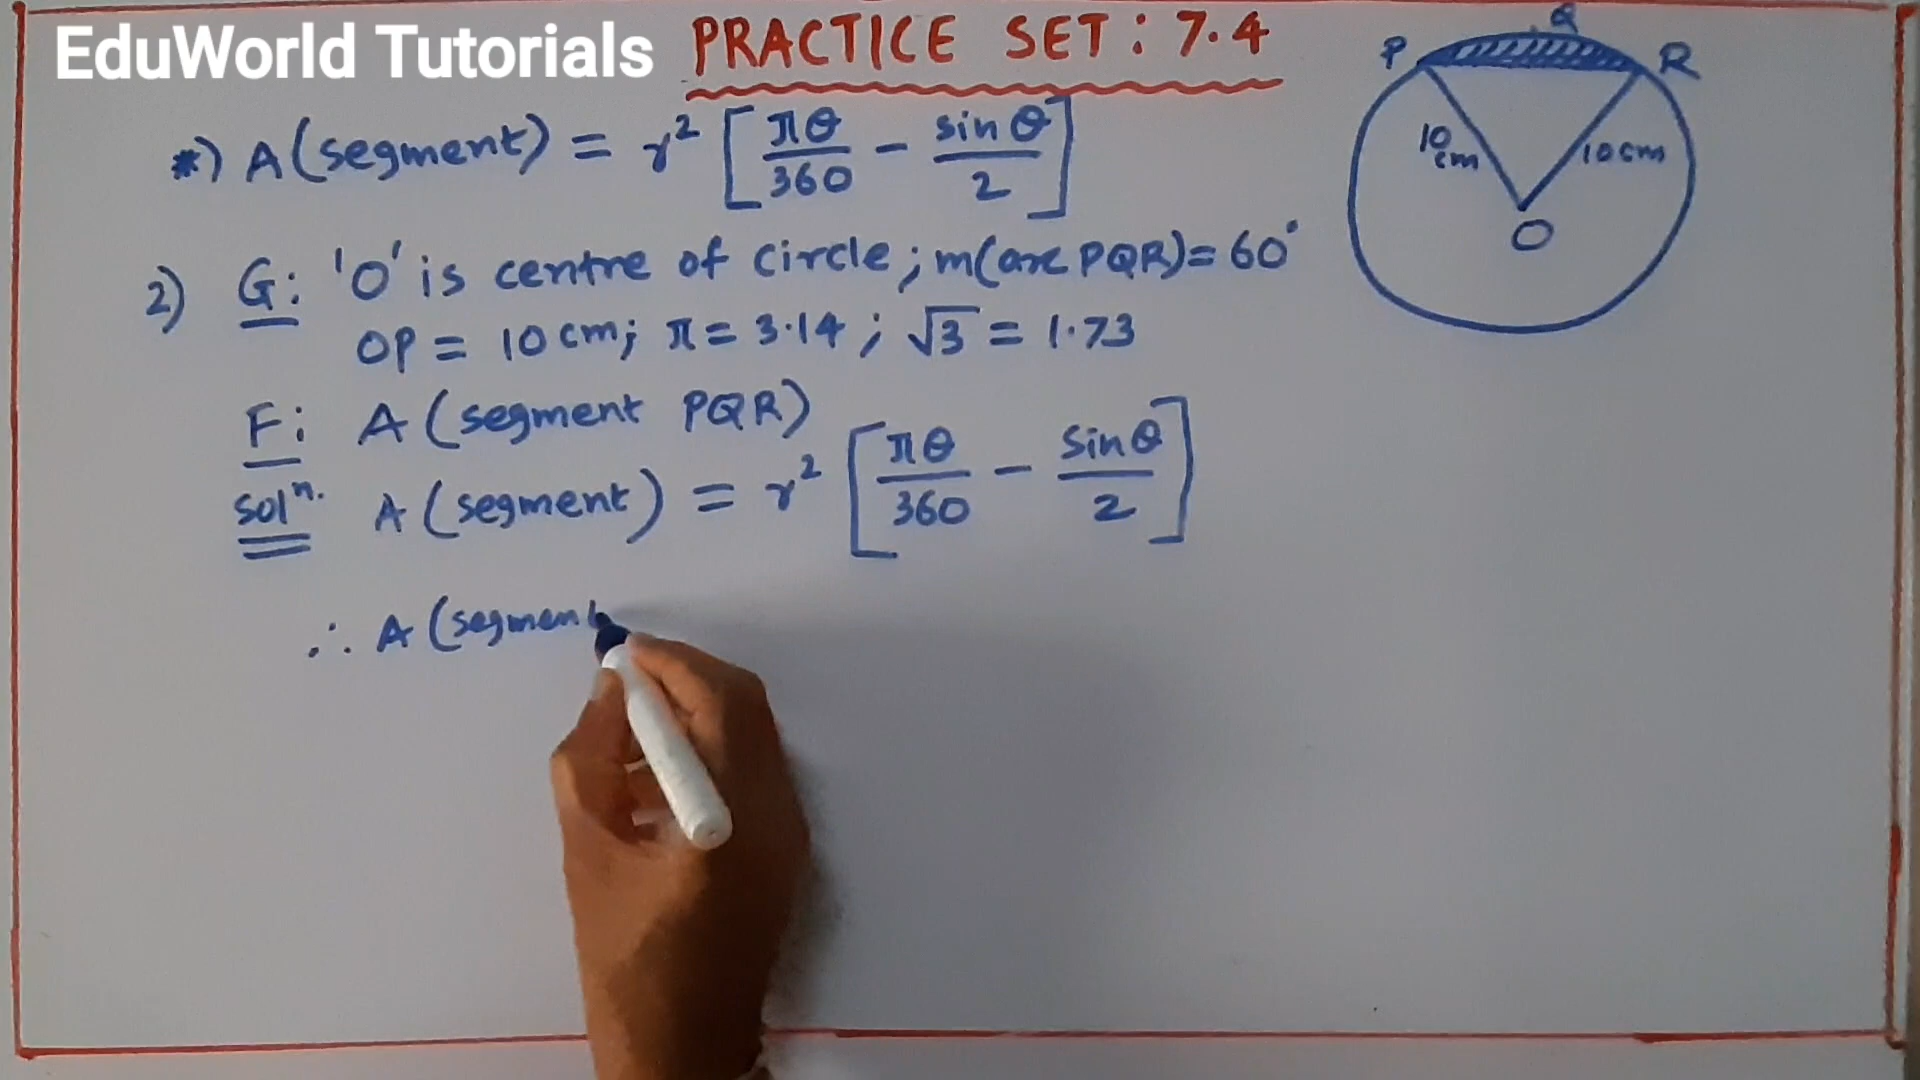 EduWorld Tutorials PRACTICE SET: 7.4
*) A(segment) = r² [πθ/360 - sin θ/2]
2) G: 'O' is centre of circle; m(arc PQR)= 60°
OP = 10 cm; π = 3.14; √3 = 1.73
F: A (segment PQR)
Solⁿ. A (segment) = r² [πθ/360 - sin θ/2]
∴ A (segment
P Q R
10 cm 10 cm
O